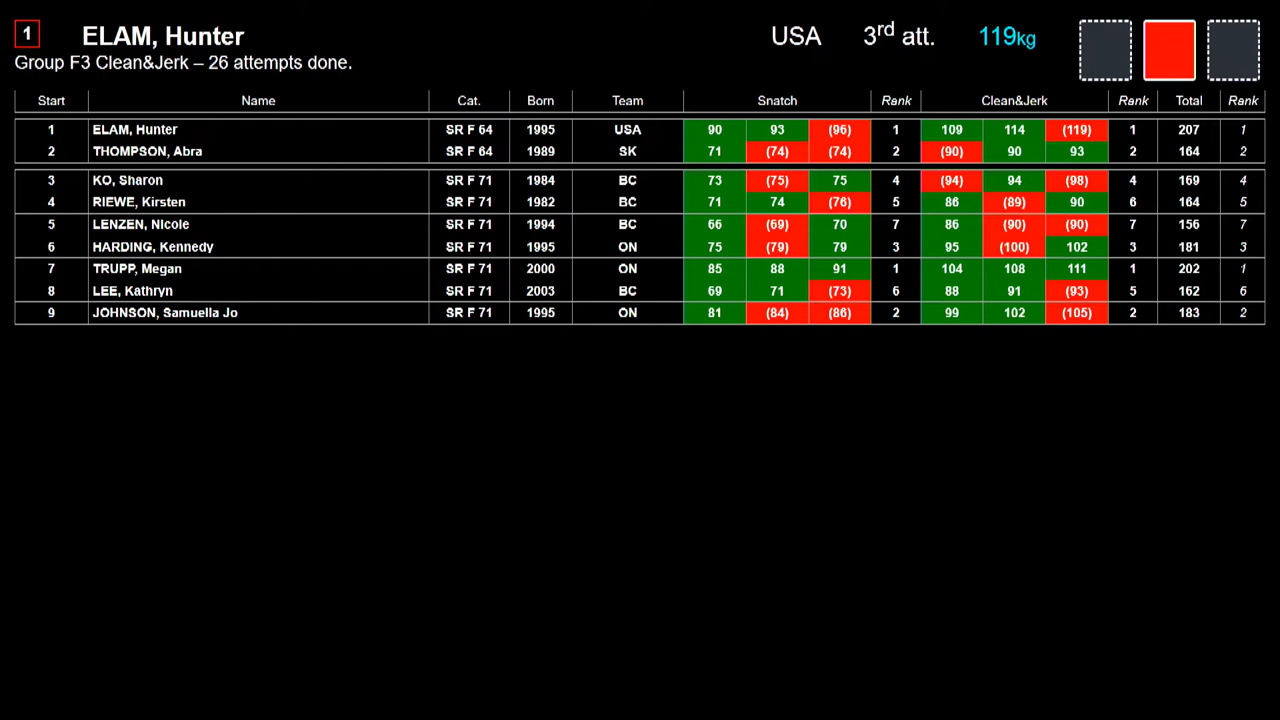 1 ELAM, Hunter USA 3rd att. 119kg
Group F3 Clean&Jerk – 26 attempts done.
Start Name Cat. Born Team Snatch Rank Clean&Jerk Rank Total Rank
1 ELAM, Hunter SR F 64 1995 USA 90 93 (96) 1 109 114 (119) 1 207 1
2 THOMPSON, Abra SR F 64 1989 SK 71 (74) (74) 2 (90) 90 93 2 164 2
3 KO, Sharon SR F 71 1984 BC 73 (75) 75 4 (94) 94 (98) 4 169 4
4 RIEWE, Kirsten SR F 71 1982 BC 71 74 (76) 5 86 (89) 90 6 164 5
5 LENZEN, Nicole SR F 71 1994 BC 66 (69) 70 7 86 (90) (90) 7 156 7
6 HARDING, Kennedy SR F 71 1995 ON 75 (79) 79 3 95 (100) 102 3 181 3
7 TRUPP, Megan SR F 71 2000 ON 85 88 91 1 104 108 111 1 202 1
8 LEE, Kathryn SR F 71 2003 BC 69 71 (73) 6 88 91 (93) 5 162 6
9 JOHNSON, Samuella Jo SR F 71 1995 ON 81 (84) (86) 2 99 102 (105) 2 183 2